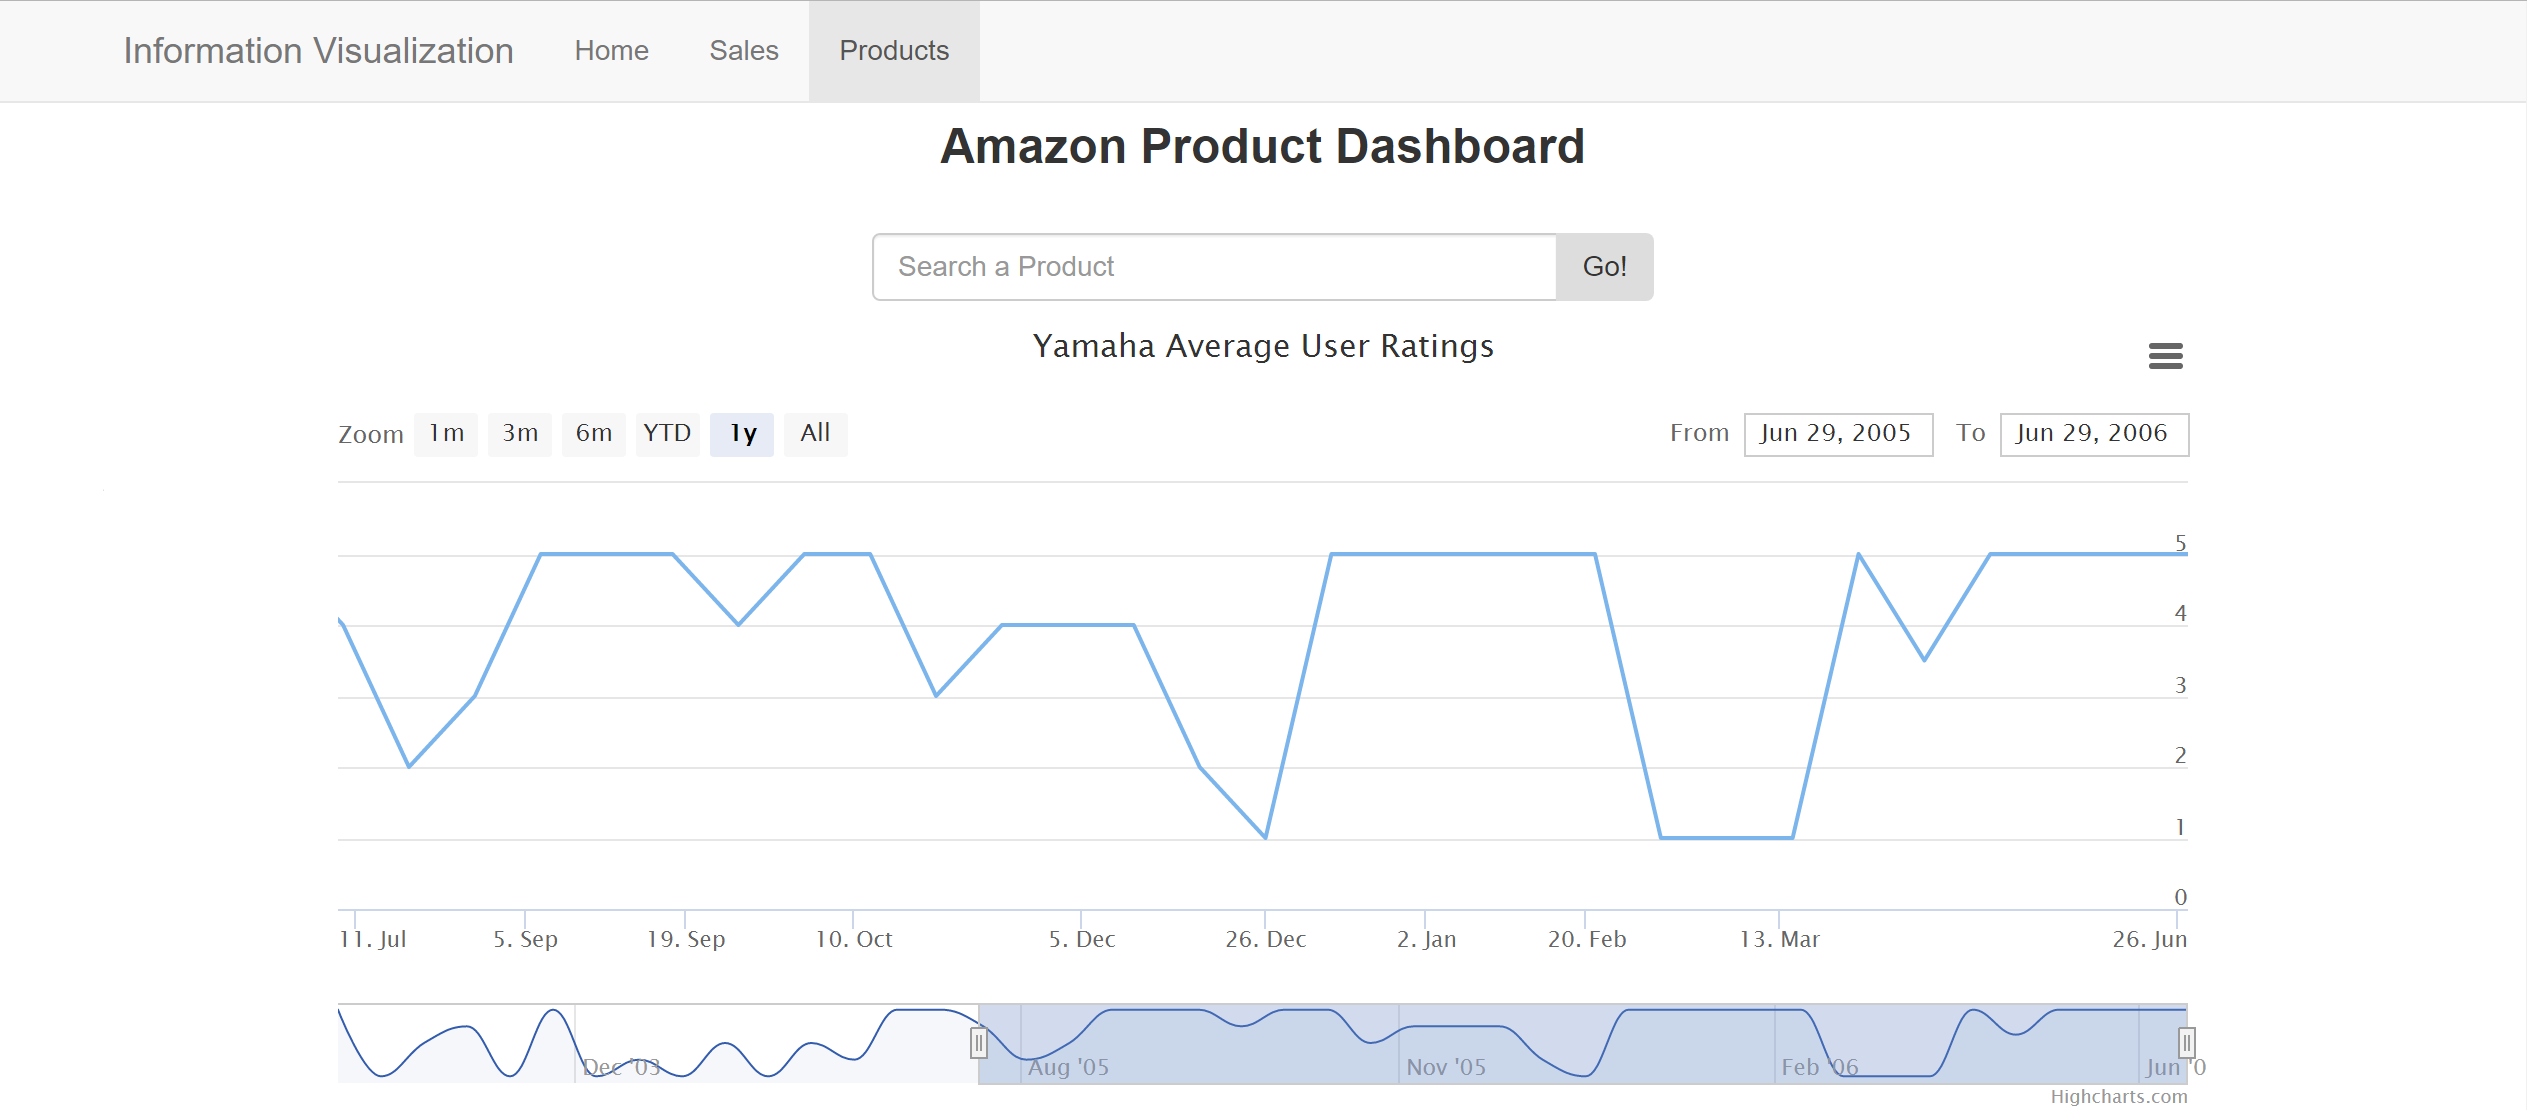 Information Visualization Home Sales Products
Amazon Product Dashboard
Search a Product Go!
Yamaha Average User Ratings
Zoom 1m 3m 6m YTD 1y All From Jun 29, 2005 To Jun 29, 2006
5
4
3
2
1
0
11. Jul 5. Sep 19. Sep 10. Oct 5. Dec 26. Dec 2. Jan 20. Feb 13. Mar 26. Jun
Dec '03 Aug '05 Nov '05 Feb '06 Jun '0
Highcharts.com